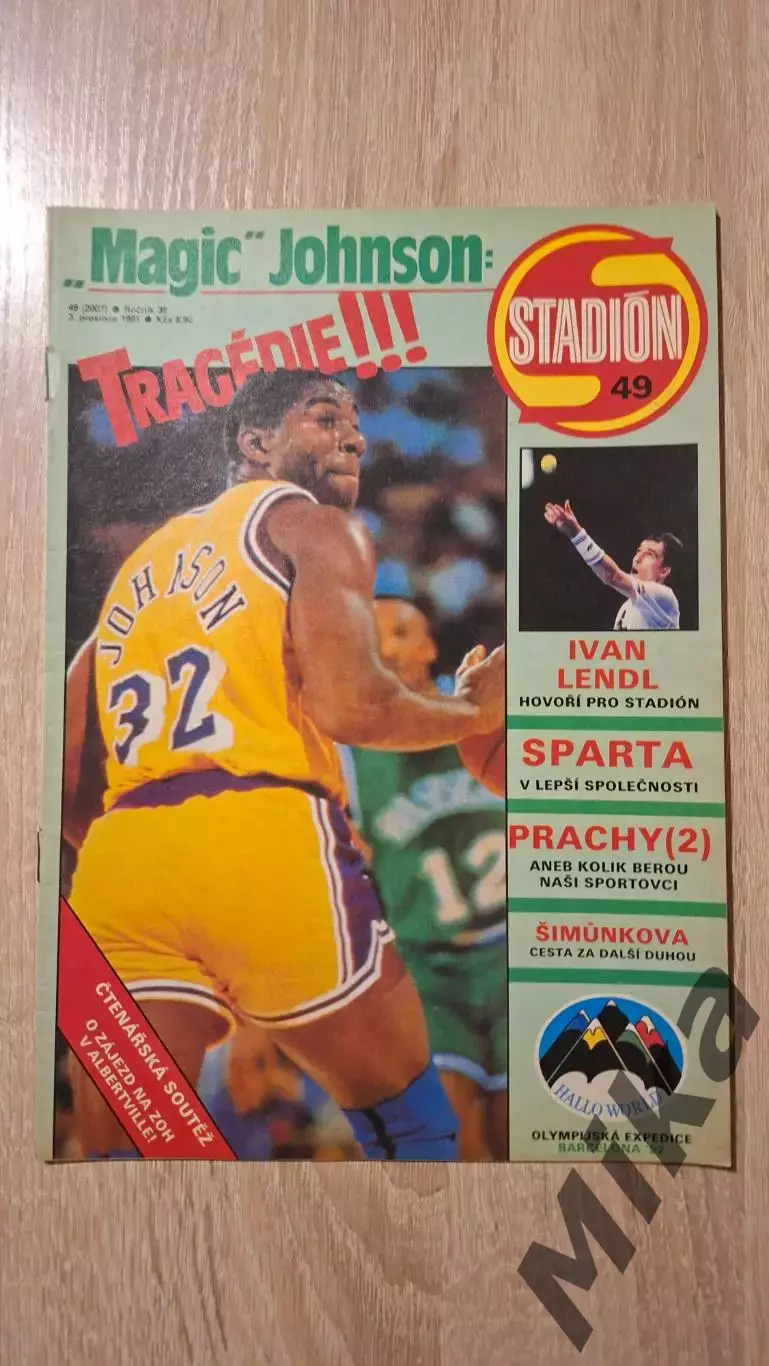 „Magic“ Johnson:
49 (2007) ● Ročník 39
3. prosince 1991 ● Kčs 8,90
TRAGÉDIE!!!
STADIÓN
49
JOHNSON
32
12
IVAN
LENDL
HOVOŘÍ PRO STADIÓN
SPARTA
V LEPŠÍ SPOLEČNOSTI
PRACHY(2)
ANEB KOLIK BEROU
NAŠI SPORTOVCI
ŠIMŮNKOVA
CESTA ZA DALŠÍ DUHOU
HALLO WORLD
OLYMPIJSKÁ EXPEDICE
BARCELONA '92
ČTENÁŘSKÁ SOUTĚŽ
O ZÁJEZD NA ZOH
V ALBERTVILLE!
Mika